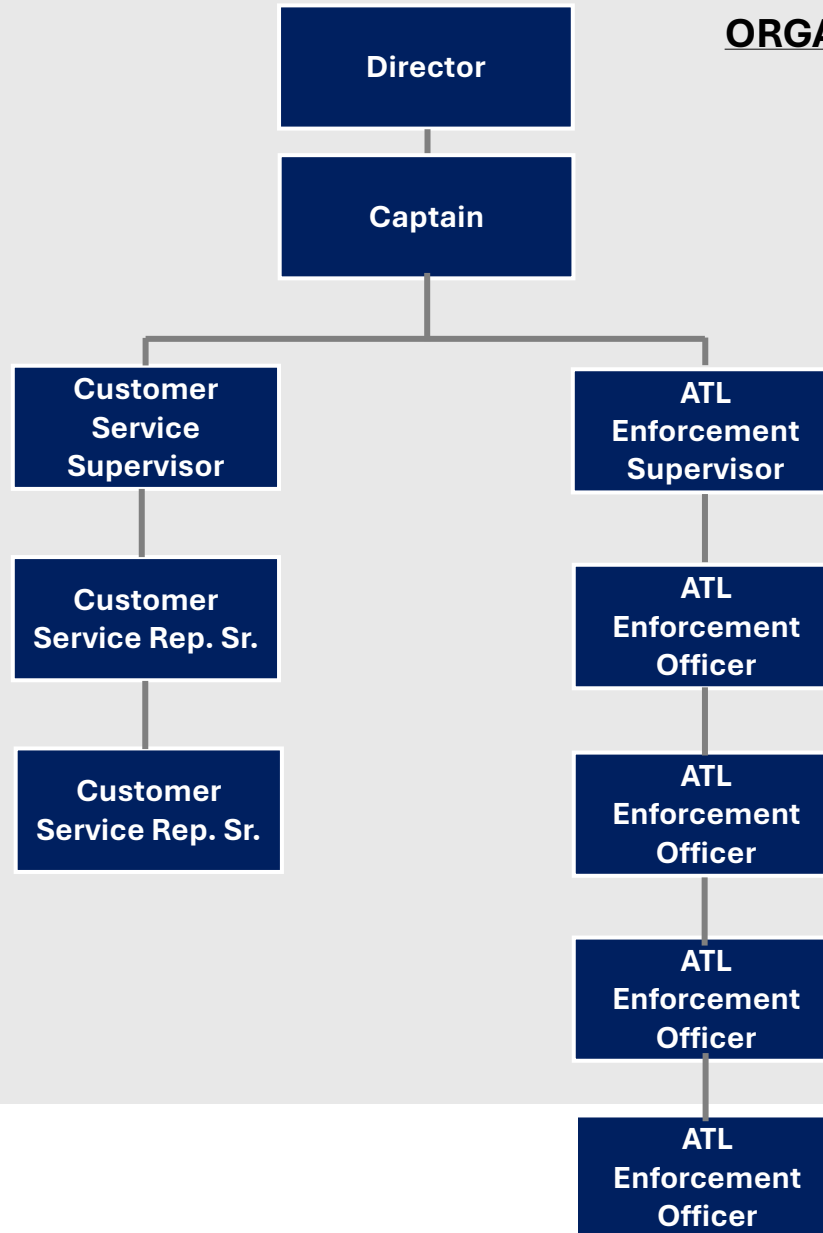 ORGA
Director
Captain
Customer
Service
Supervisor
ATL
Enforcement
Supervisor
Customer
Service Rep. Sr.
ATL
Enforcement
Officer
Customer
Service Rep. Sr.
ATL
Enforcement
Officer
ATL
Enforcement
Officer
ATL
Enforcement
Officer